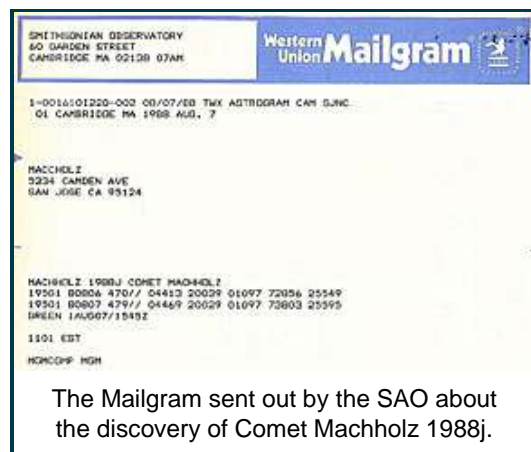 SMITHSONIAN OBSERVATORY
60 GARDEN STREET
CAMBRIDGE MA 02138 07AM
Western Union Mailgram
1-0016101220-002 08/07/88 TWX ASTROGRAM CAM SJNC
01 CAMBRIDGE MA 1988 AUG. 7
MACCHOLZ
5234 CAMDEN AVE
SAN JOSE CA 95124
MACHHOLZ 1988J COMET MACHHOLZ
19501 80806 470// 04413 20039 01097 72856 25549
19501 80807 479// 04469 20029 01097 73803 25595
GREEN 1AUG07/1545Z
1101 EST
MGMCOMP MGM
The Mailgram sent out by the SAO about
the discovery of Comet Machholz 1988j.